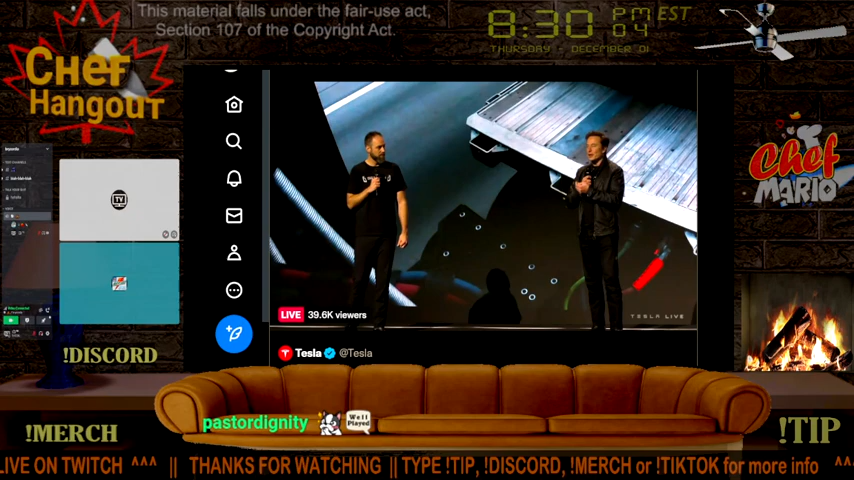 This material falls under the fair-use act,
Section 107 of the Copyright Act.
8:30 PM 04 EST
THURSDAY - DECEMBER 01
CHEF
HANGOUT
Chef
MARIO
TV
LIVE 39.6K viewers
TESLA LIVE
Tesla @Tesla
!DISCORD
pastordignity Well Played
!MERCH
!TIP
LIVE ON TWITCH ^^^ || THANKS FOR WATCHING || TYPE !TIP, !DISCORD, !MERCH or !TIKTOK for more info ^^